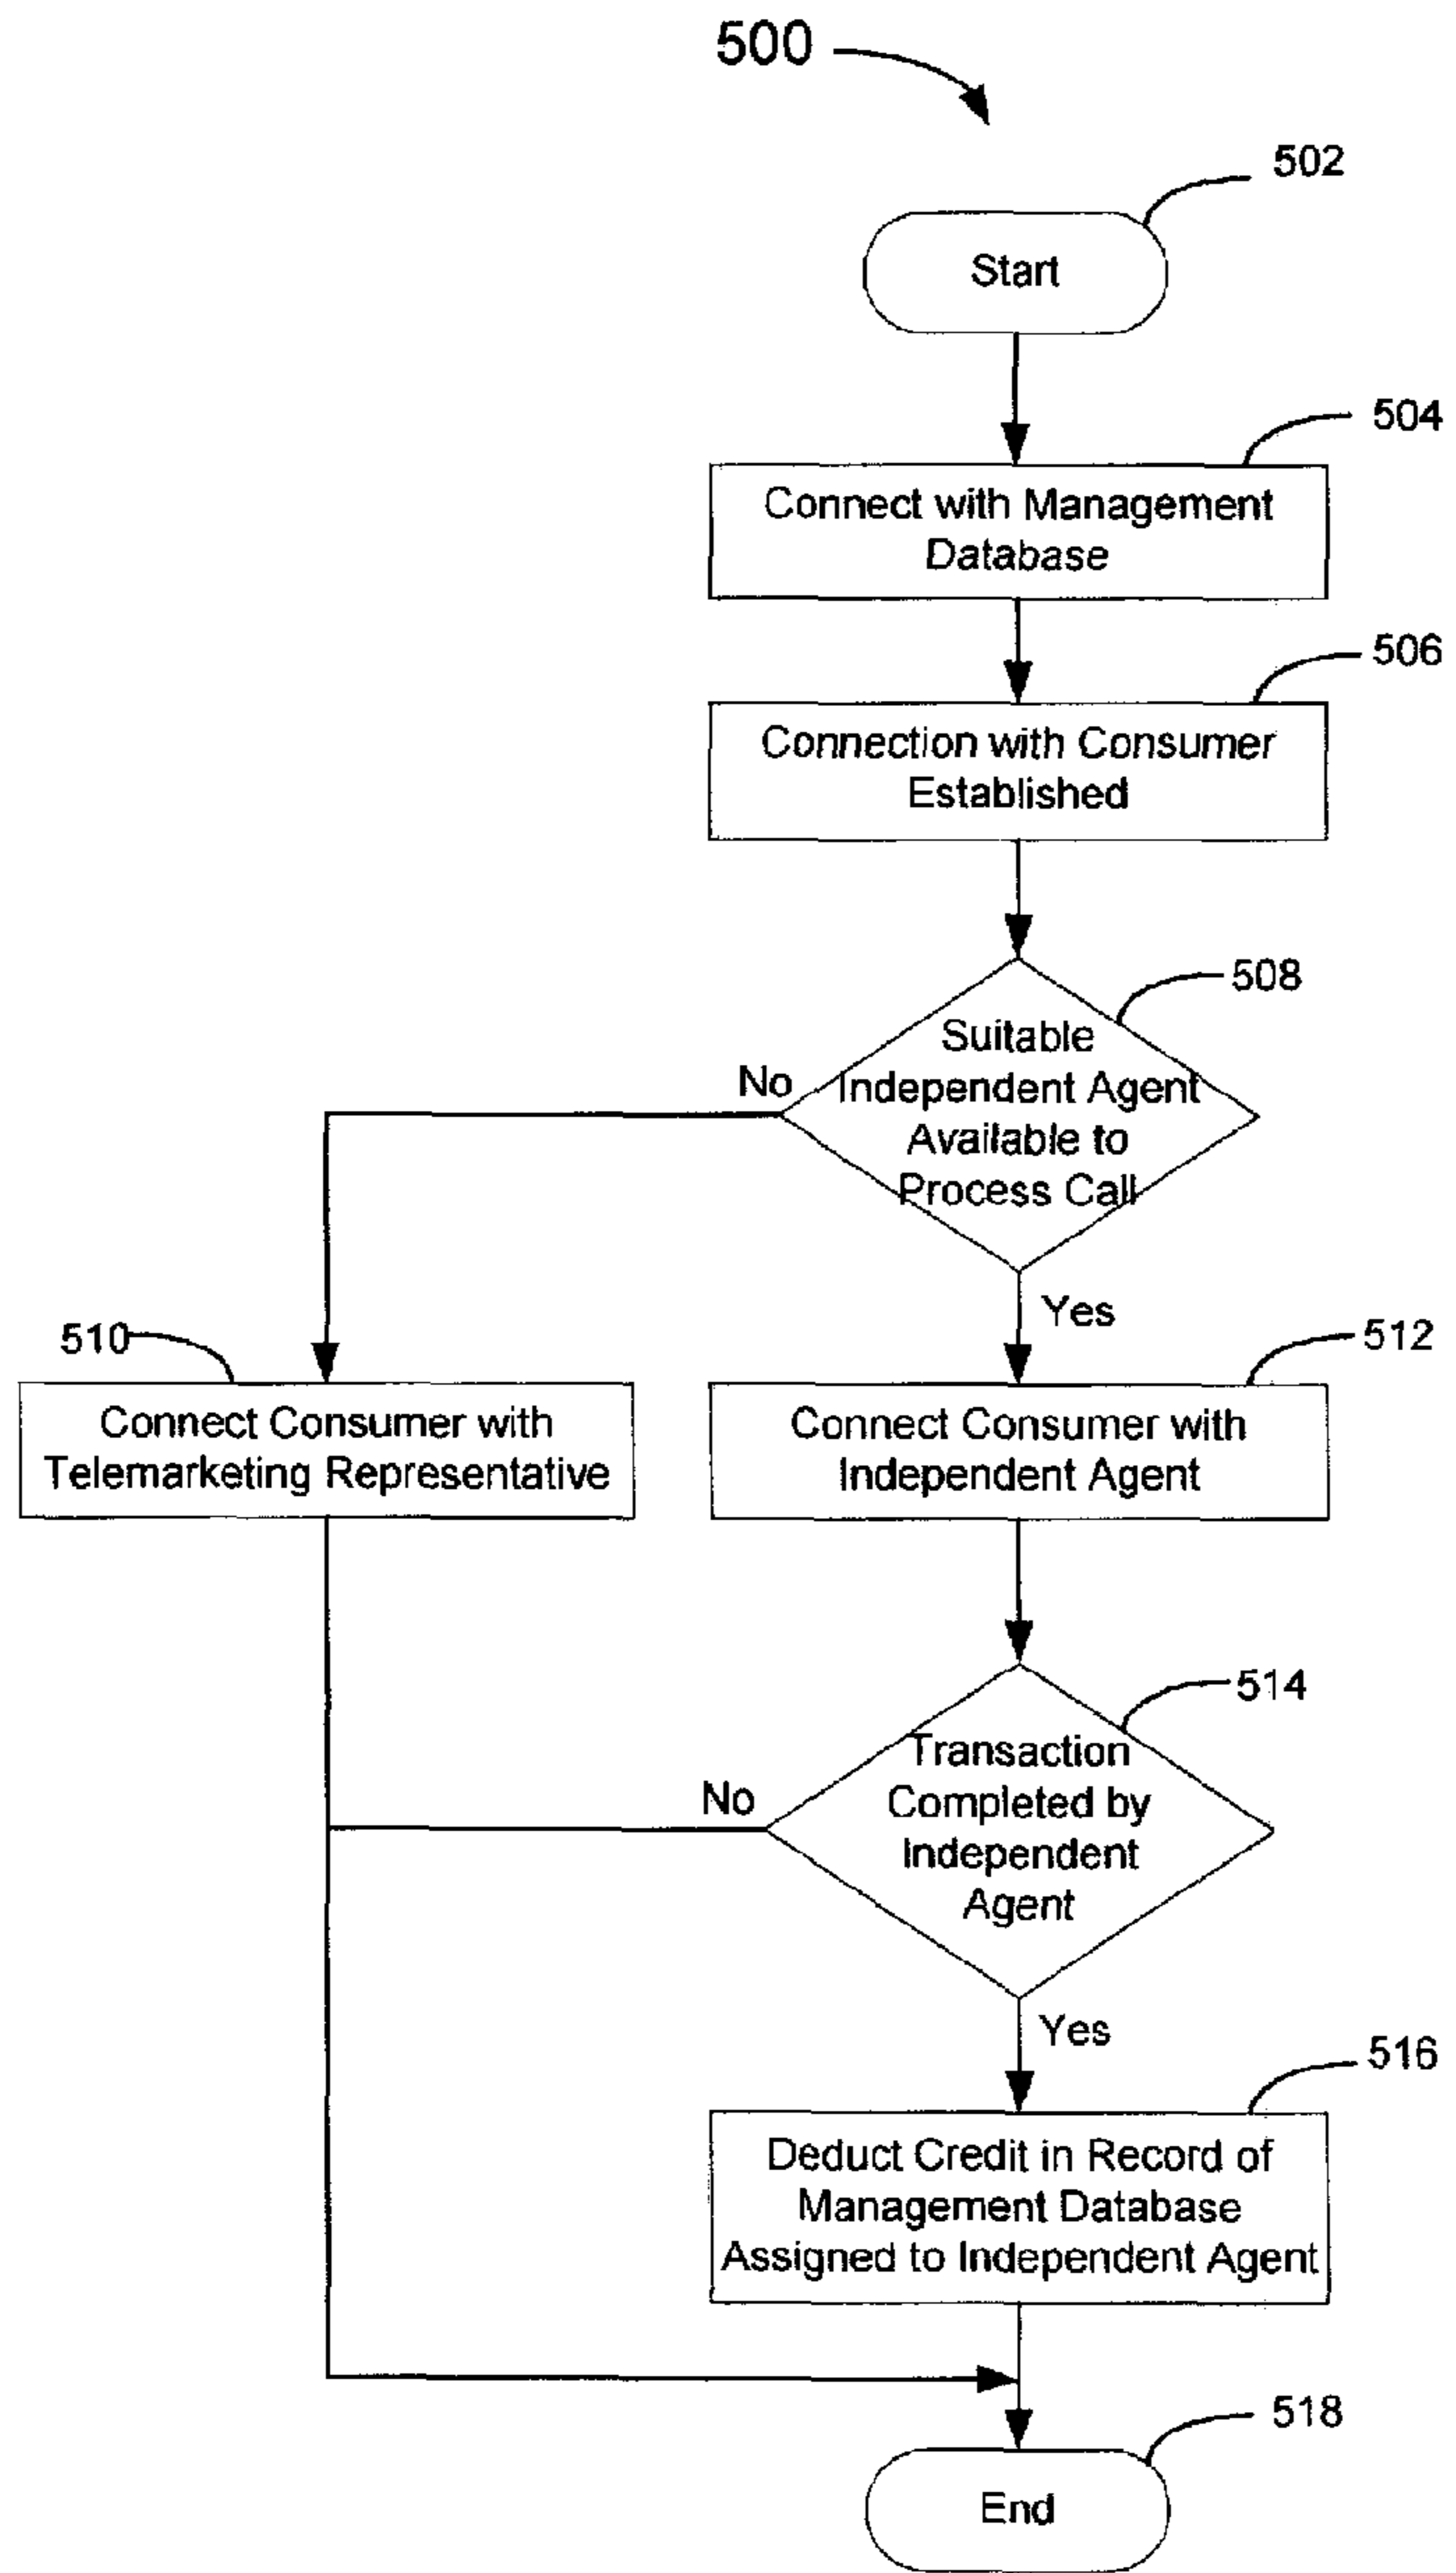 500
502
Start
504
Connect with Management
Database
506
Connection with Consumer
Established
508
Suitable
Independent Agent
Available to
Process Call
No
Yes
510
Connect Consumer with
Telemarketing Representative
512
Connect Consumer with
Independent Agent
514
Transaction
Completed by
Independent
Agent
No
Yes
516
Deduct Credit in Record of
Management Database
Assigned to Independent Agent
518
End